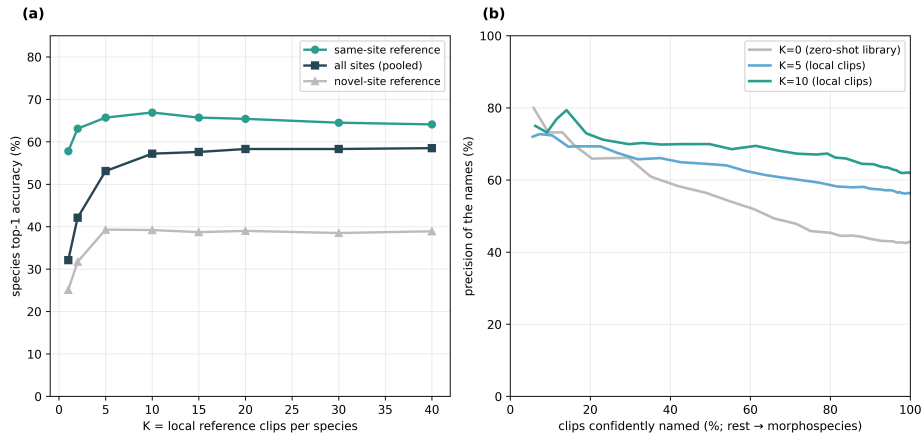 (a)
80
70
60
50
40
30
20
10
0
species top-1 accuracy (%)
same-site reference
all sites (pooled)
novel-site reference
0 5 10 15 20 25 30 35 40
K = local reference clips per species
(b)
100
80
60
40
20
0
precision of the names (%)
K=0 (zero-shot library)
K=5 (local clips)
K=10 (local clips)
0 20 40 60 80 100
clips confidently named (%; rest → morphospecies)